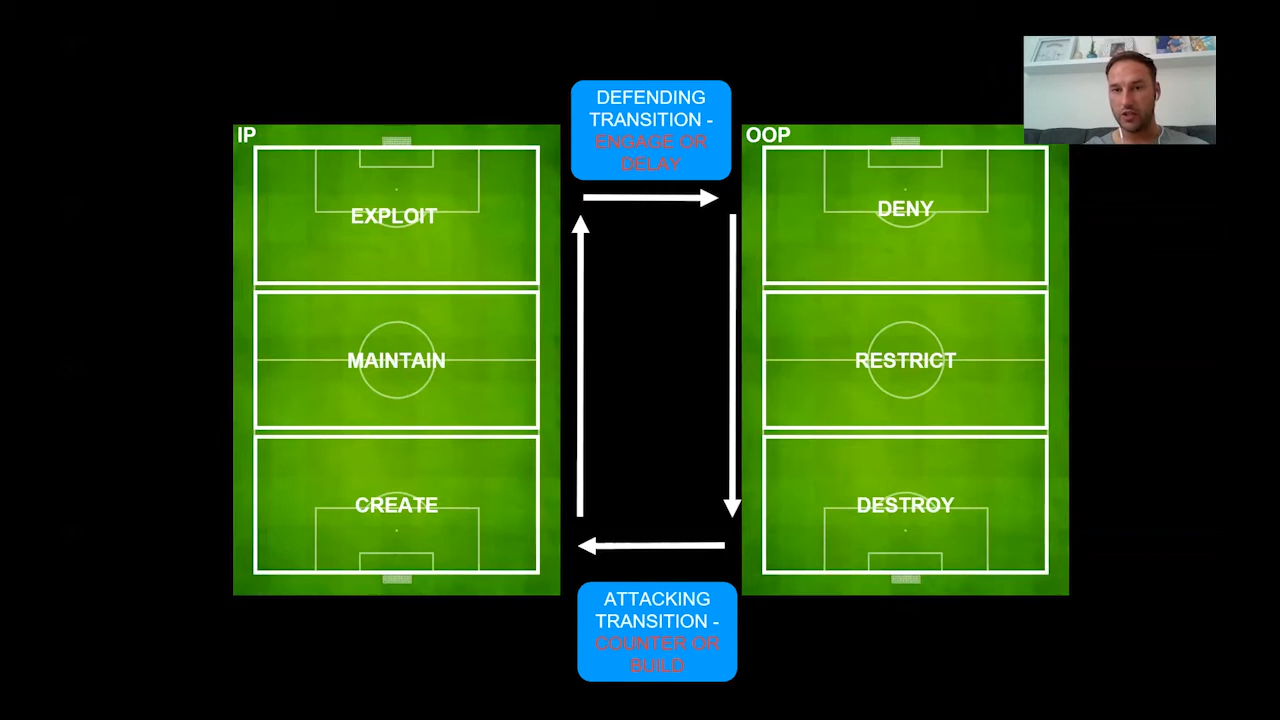 DEFENDING
TRANSITION -
ENGAGE OR
DELAY
IP
EXPLOIT
MAINTAIN
CREATE
OOP
DENY
RESTRICT
DESTROY
ATTACKING
TRANSITION -
COUNTER OR
BUILD